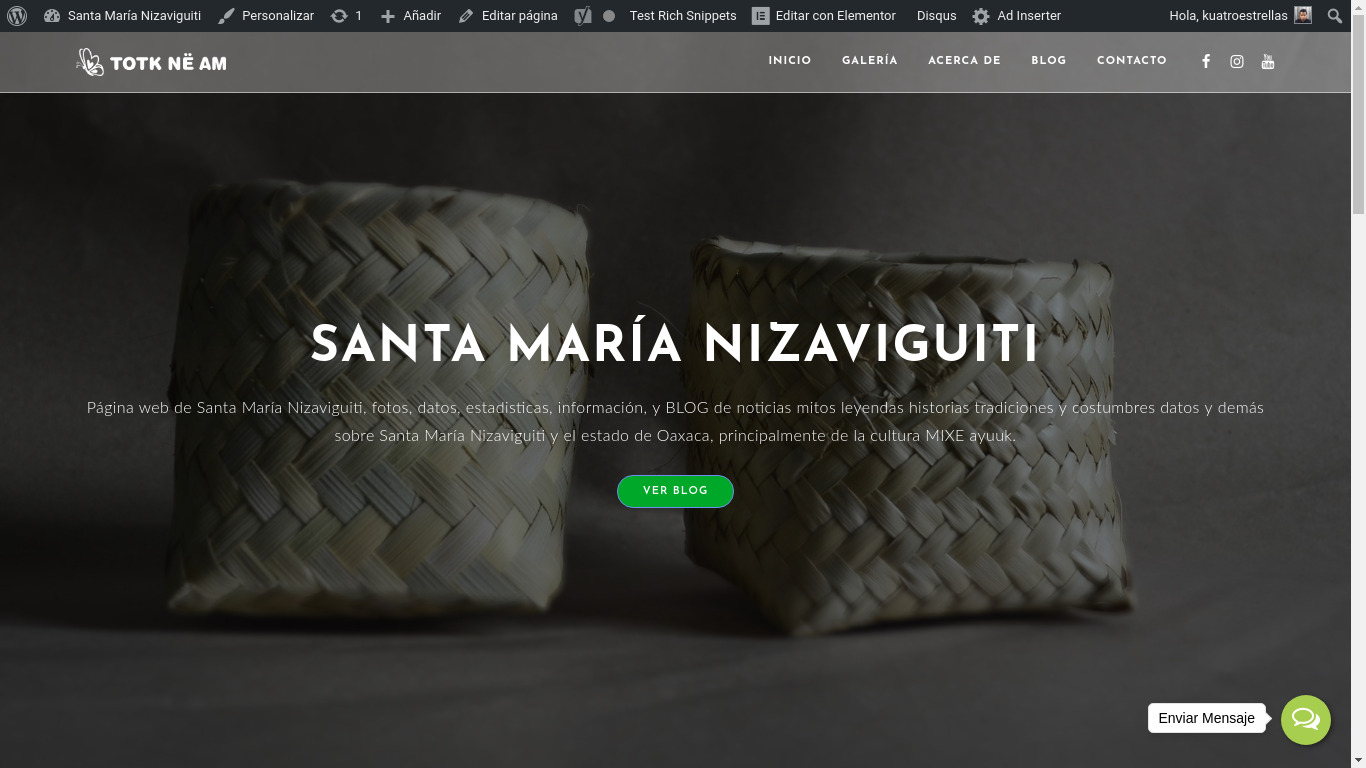 Santa María Nizaviguiti Personalizar 1 Añadir Editar página Test Rich Snippets Editar con Elementor Disqus Ad Inserter Hola, kuatroestrellas
TOTK NË AM INICIO GALERÍA ACERCA DE BLOG CONTACTO You Tube
SANTA MARÍA NIZAVIGUITI
Página web de Santa María Nizaviguiti, fotos, datos, estadisticas, información, y BLOG de noticias mitos leyendas historias tradiciones y costumbres datos y demás
sobre Santa María Nizaviguiti y el estado de Oaxaca, principalmente de la cultura MIXE ayuuk.
VER BLOG
Enviar Mensaje